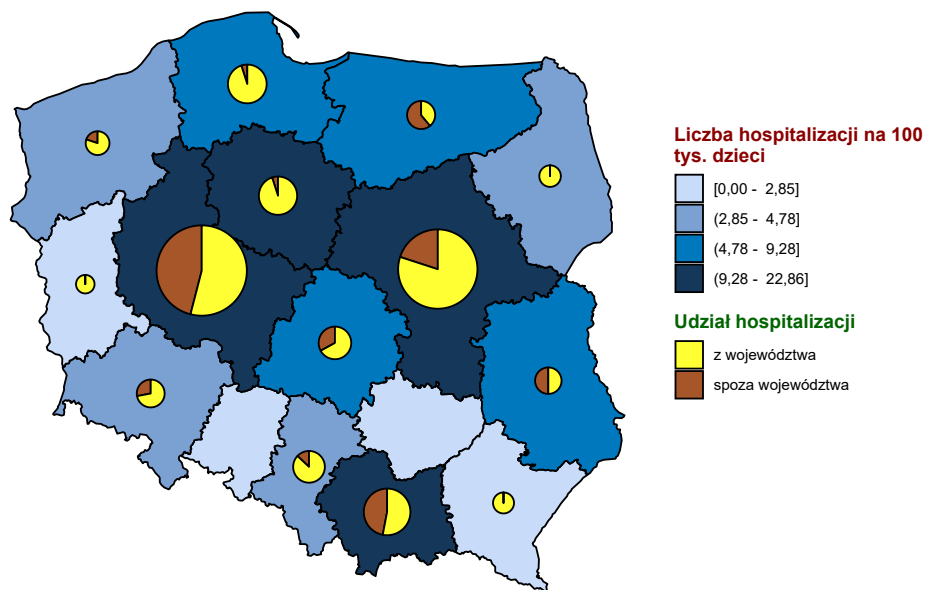 Liczba hospitalizacji na 100
tys. dzieci
[0,00 - 2,85]
(2,85 - 4,78]
(4,78 - 9,28]
(9,28 - 22,86]
Udział hospitalizacji
z województwa
spoza województwa